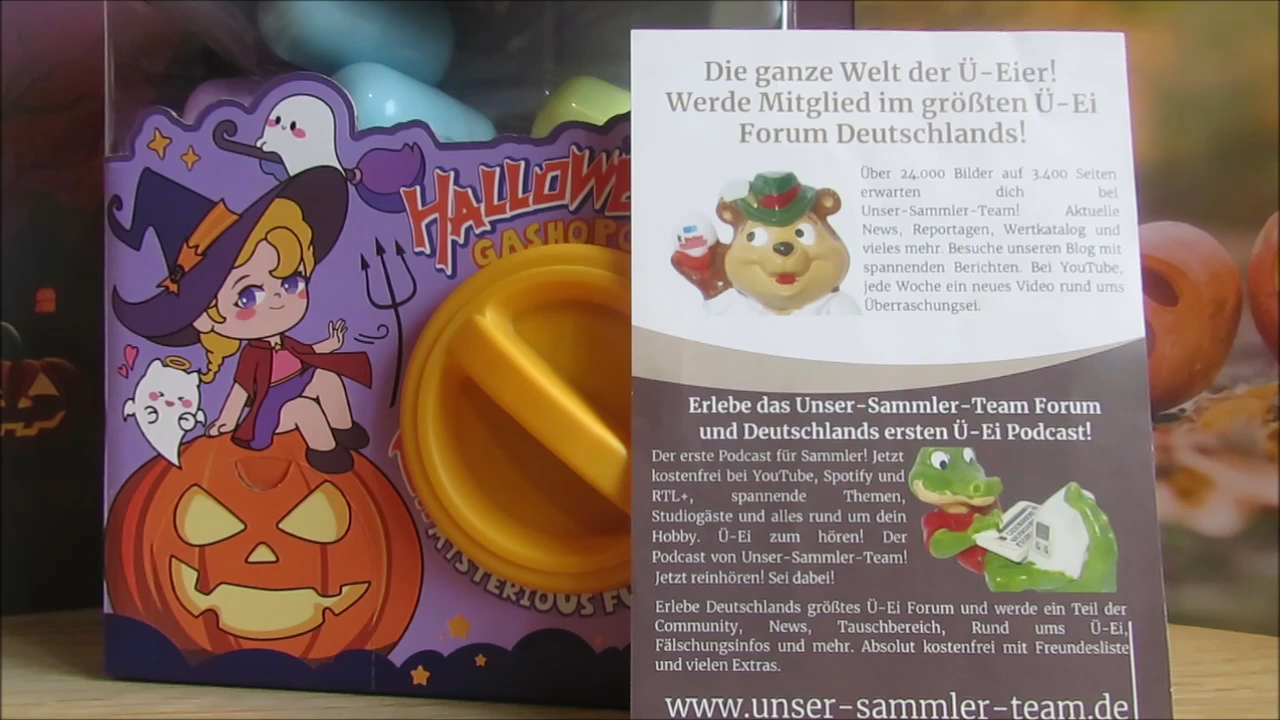 HALLOWE
GASHOPO
MYSTERIOUS FU
Die ganze Welt der Ü-Eier!
Werde Mitglied im größten Ü-Ei
Forum Deutschlands!
Über 24.000 Bilder auf 3.400 Seiten
erwarten dich bei
Unser-Sammler-Team! Aktuelle
News, Reportagen, Wertkatalog und
vieles mehr. Besuche unseren Blog mit
spannenden Berichten. Bei YouTube,
jede Woche ein neues Video rund ums
Überraschungsei.
Erlebe das Unser-Sammler-Team Forum
und Deutschlands ersten Ü-Ei Podcast!
Der erste Podcast für Sammler! Jetzt
kostenfrei bei YouTube, Spotify und
RTL+, spannende Themen,
Studiogäste und alles rund um dein
Hobby. Ü-Ei zum hören! Der
Podcast von Unser-Sammler-Team!
Jetzt reinhören! Sei dabei!
Erlebe Deutschlands größtes Ü-Ei Forum und werde ein Teil der
Community, News, Tauschbereich, Rund ums Ü-Ei,
Fälschungsinfos und mehr. Absolut kostenfrei mit Freundesliste
und vielen Extras.
www.unser-sammler-team.de